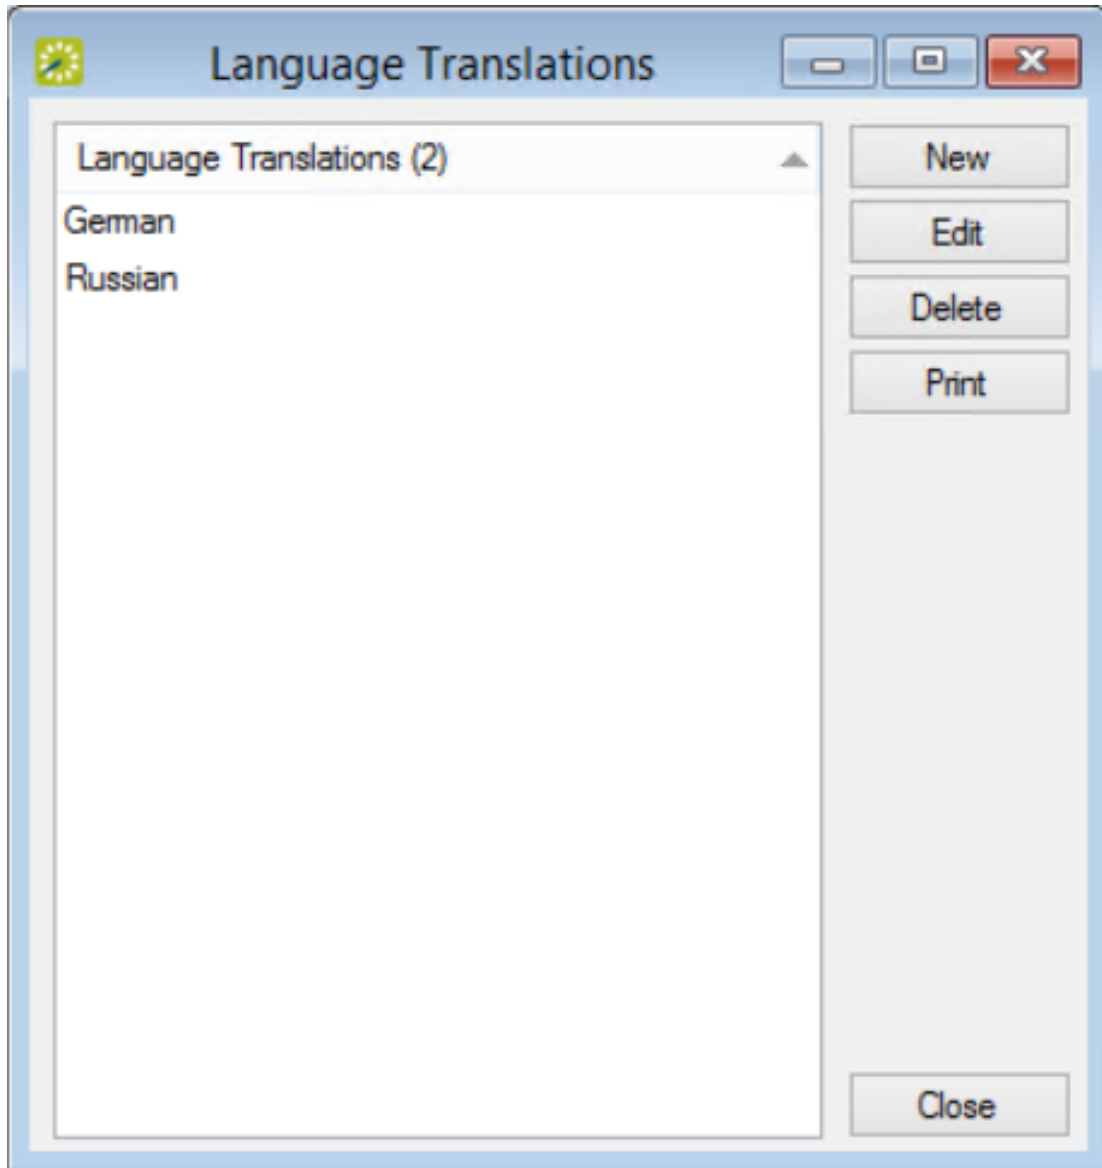 Language Translations
Language Translations (2)
German
Russian
New
Edit
Delete
Print
Close